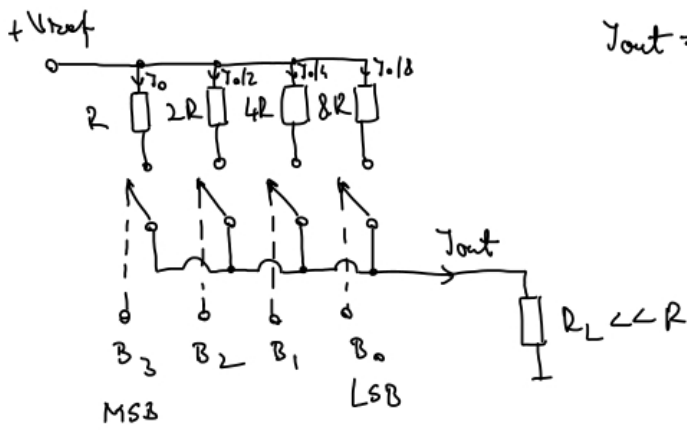 + Vref
Iout =
I0 I0/2 I0/4 I0/8
R 2R 4R 8R
Iout
RL << R
B3 B2 B1 B0
MSB LSB